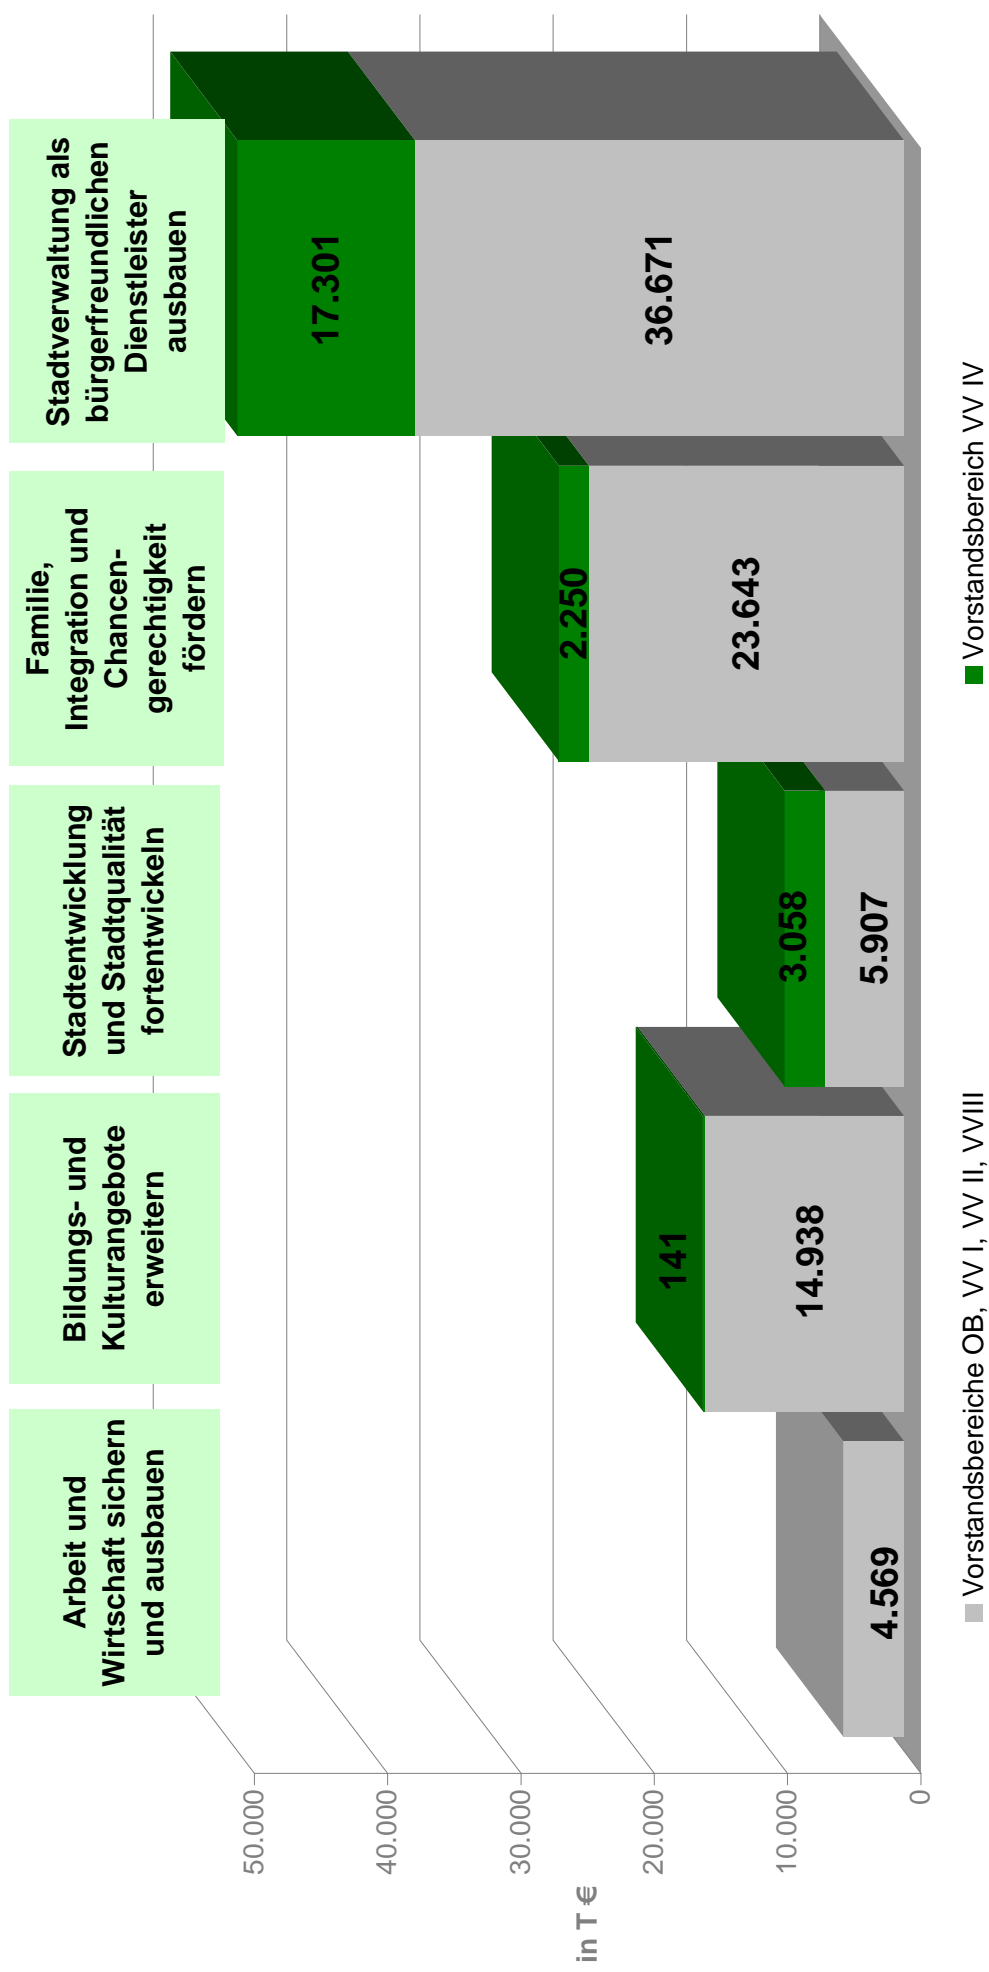 Arbeit und
Wirtschaft sichern
und ausbauen
Bildungs- und
Kulturangebote
erweitern
Stadtentwicklung
und Stadtqualität
fortentwickeln
Familie,
Integration und
Chancen-
gerechtigkeit
fördern
Stadtverwaltung als
bürgerfreundlichen
Dienstleister
ausbauen
50.000
40.000
30.000
20.000
10.000
0
in T €
4.569
141
14.938
3.058
5.907
2.250
23.643
17.301
36.671
Vorstandsbereiche OB, VV I, VV II, VVIII
Vorstandsbereich VV IV